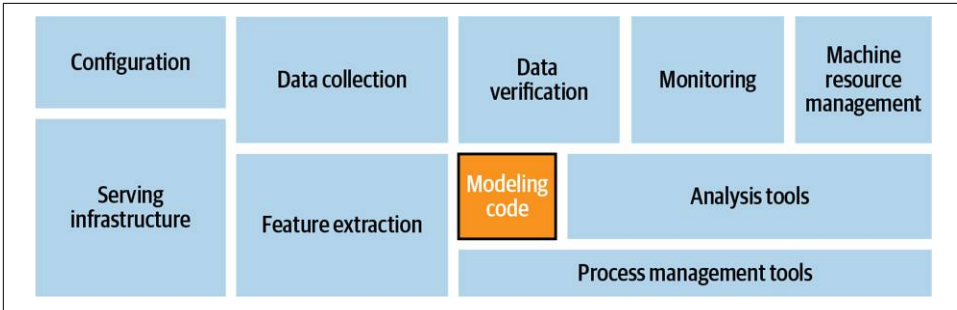 Configuration
Data collection
Data
verification
Monitoring
Machine
resource
management
Serving
infrastructure
Feature extraction
Modeling
code
Analysis tools
Process management tools